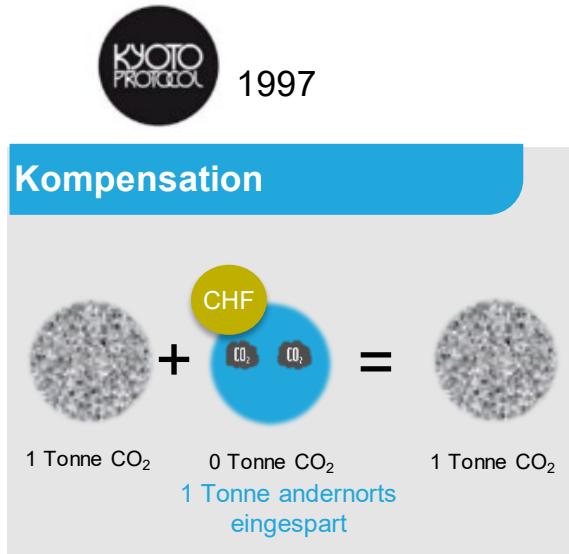 KYOTO
PROTOCOL
1997
Kompensation
CHF
CO₂ CO₂
+ =
1 Tonne CO₂ 0 Tonne CO₂ 1 Tonne CO₂
1 Tonne andernorts
eingespart